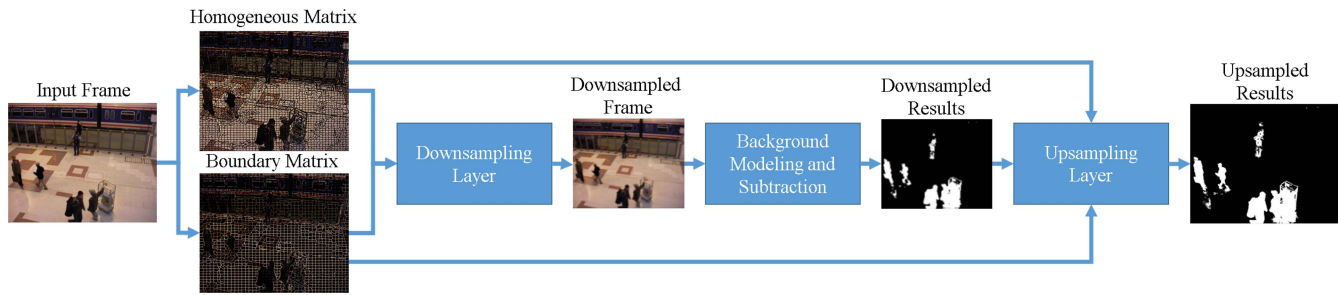 Homogeneous Matrix
Input Frame
Boundary Matrix
Downsampling
Layer
Downsampled
Frame
Background
Modeling and
Subtraction
Downsampled
Results
Upsampling
Layer
Upsampled
Results